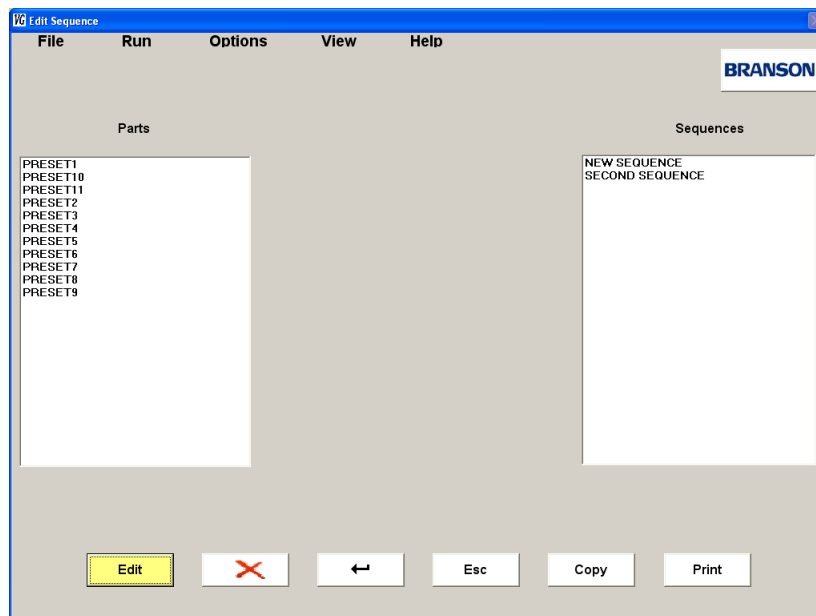 VG Edit Sequence
File Run Options View Help
BRANSON
Parts
Sequences
PRESET1
PRESET10
PRESET11
PRESET2
PRESET3
PRESET4
PRESET5
PRESET6
PRESET7
PRESET8
PRESET9
NEW SEQUENCE
SECOND SEQUENCE
Edit
Esc
Copy
Print